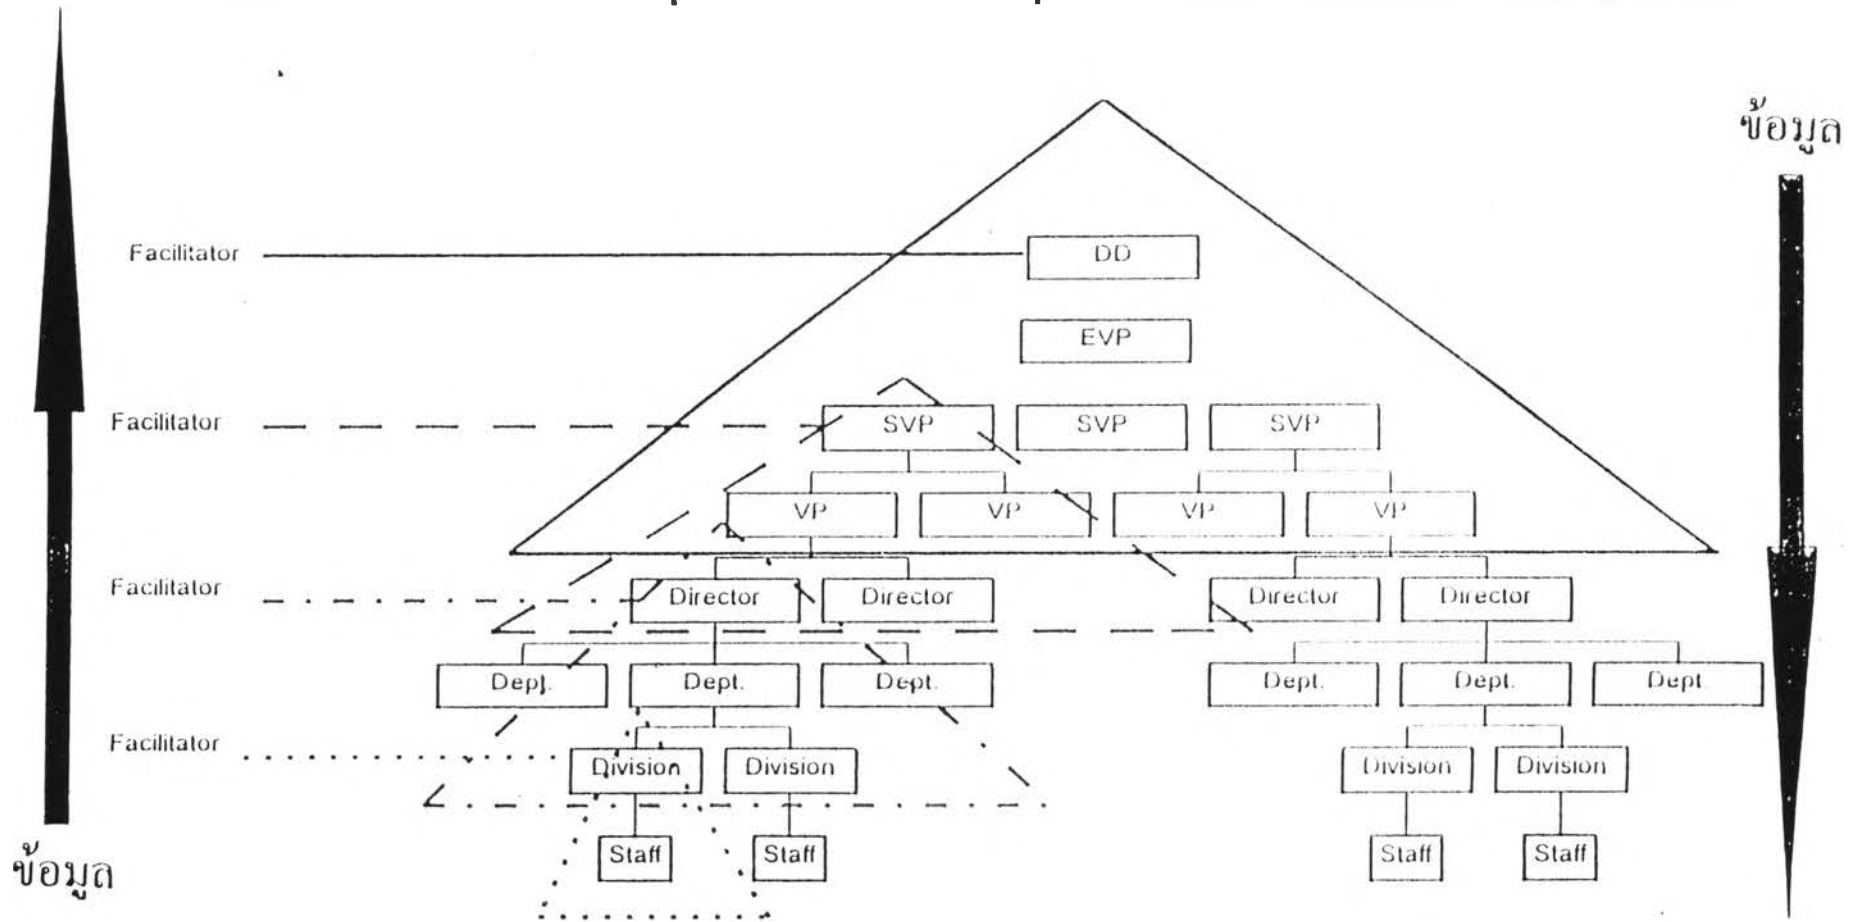 ข้อมูล
Facilitator DD
EVP
Facilitator SVP SVP SVP
VP VP VP VP
Facilitator Director Director Director Director
Dept. Dept. Dept. Dept. Dept. Dept.
Facilitator Division Division Division Division
Staff Staff Staff Staff
ข้อมูล